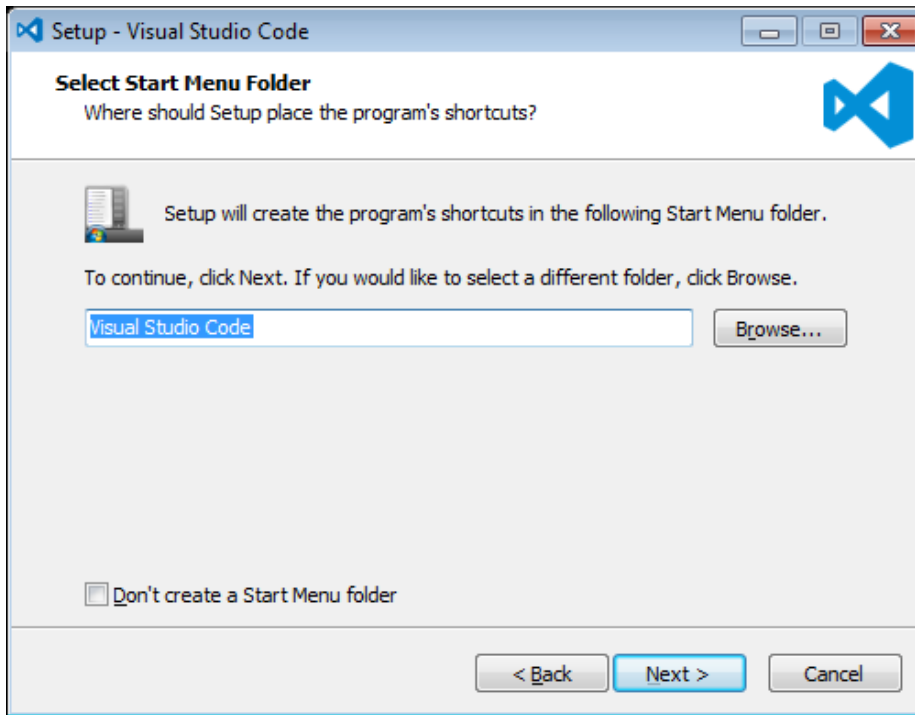 Setup - Visual Studio Code
Select Start Menu Folder
Where should Setup place the program's shortcuts?
Setup will create the program's shortcuts in the following Start Menu folder.
To continue, click Next. If you would like to select a different folder, click Browse.
Visual Studio Code
Browse...
Don't create a Start Menu folder
< Back
Next >
Cancel